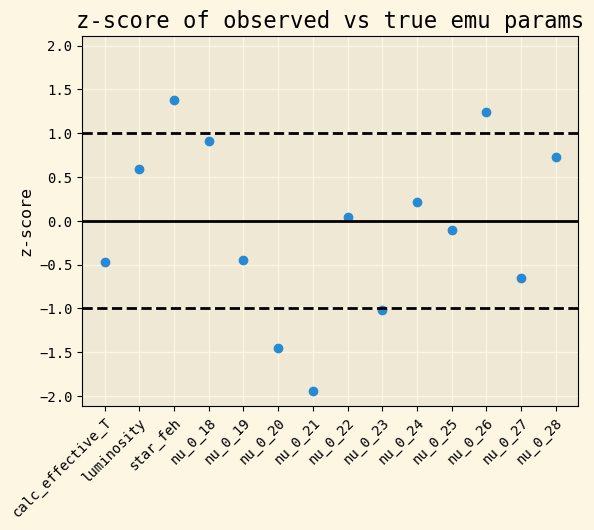 z-score of observed vs true emu params
z-score
2.0
1.5
1.0
0.5
0.0
−0.5
−1.0
−1.5
−2.0
calc_effective_T
luminosity
star_feh
nu_0_18
nu_0_19
nu_0_20
nu_0_21
nu_0_22
nu_0_23
nu_0_24
nu_0_25
nu_0_26
nu_0_27
nu_0_28